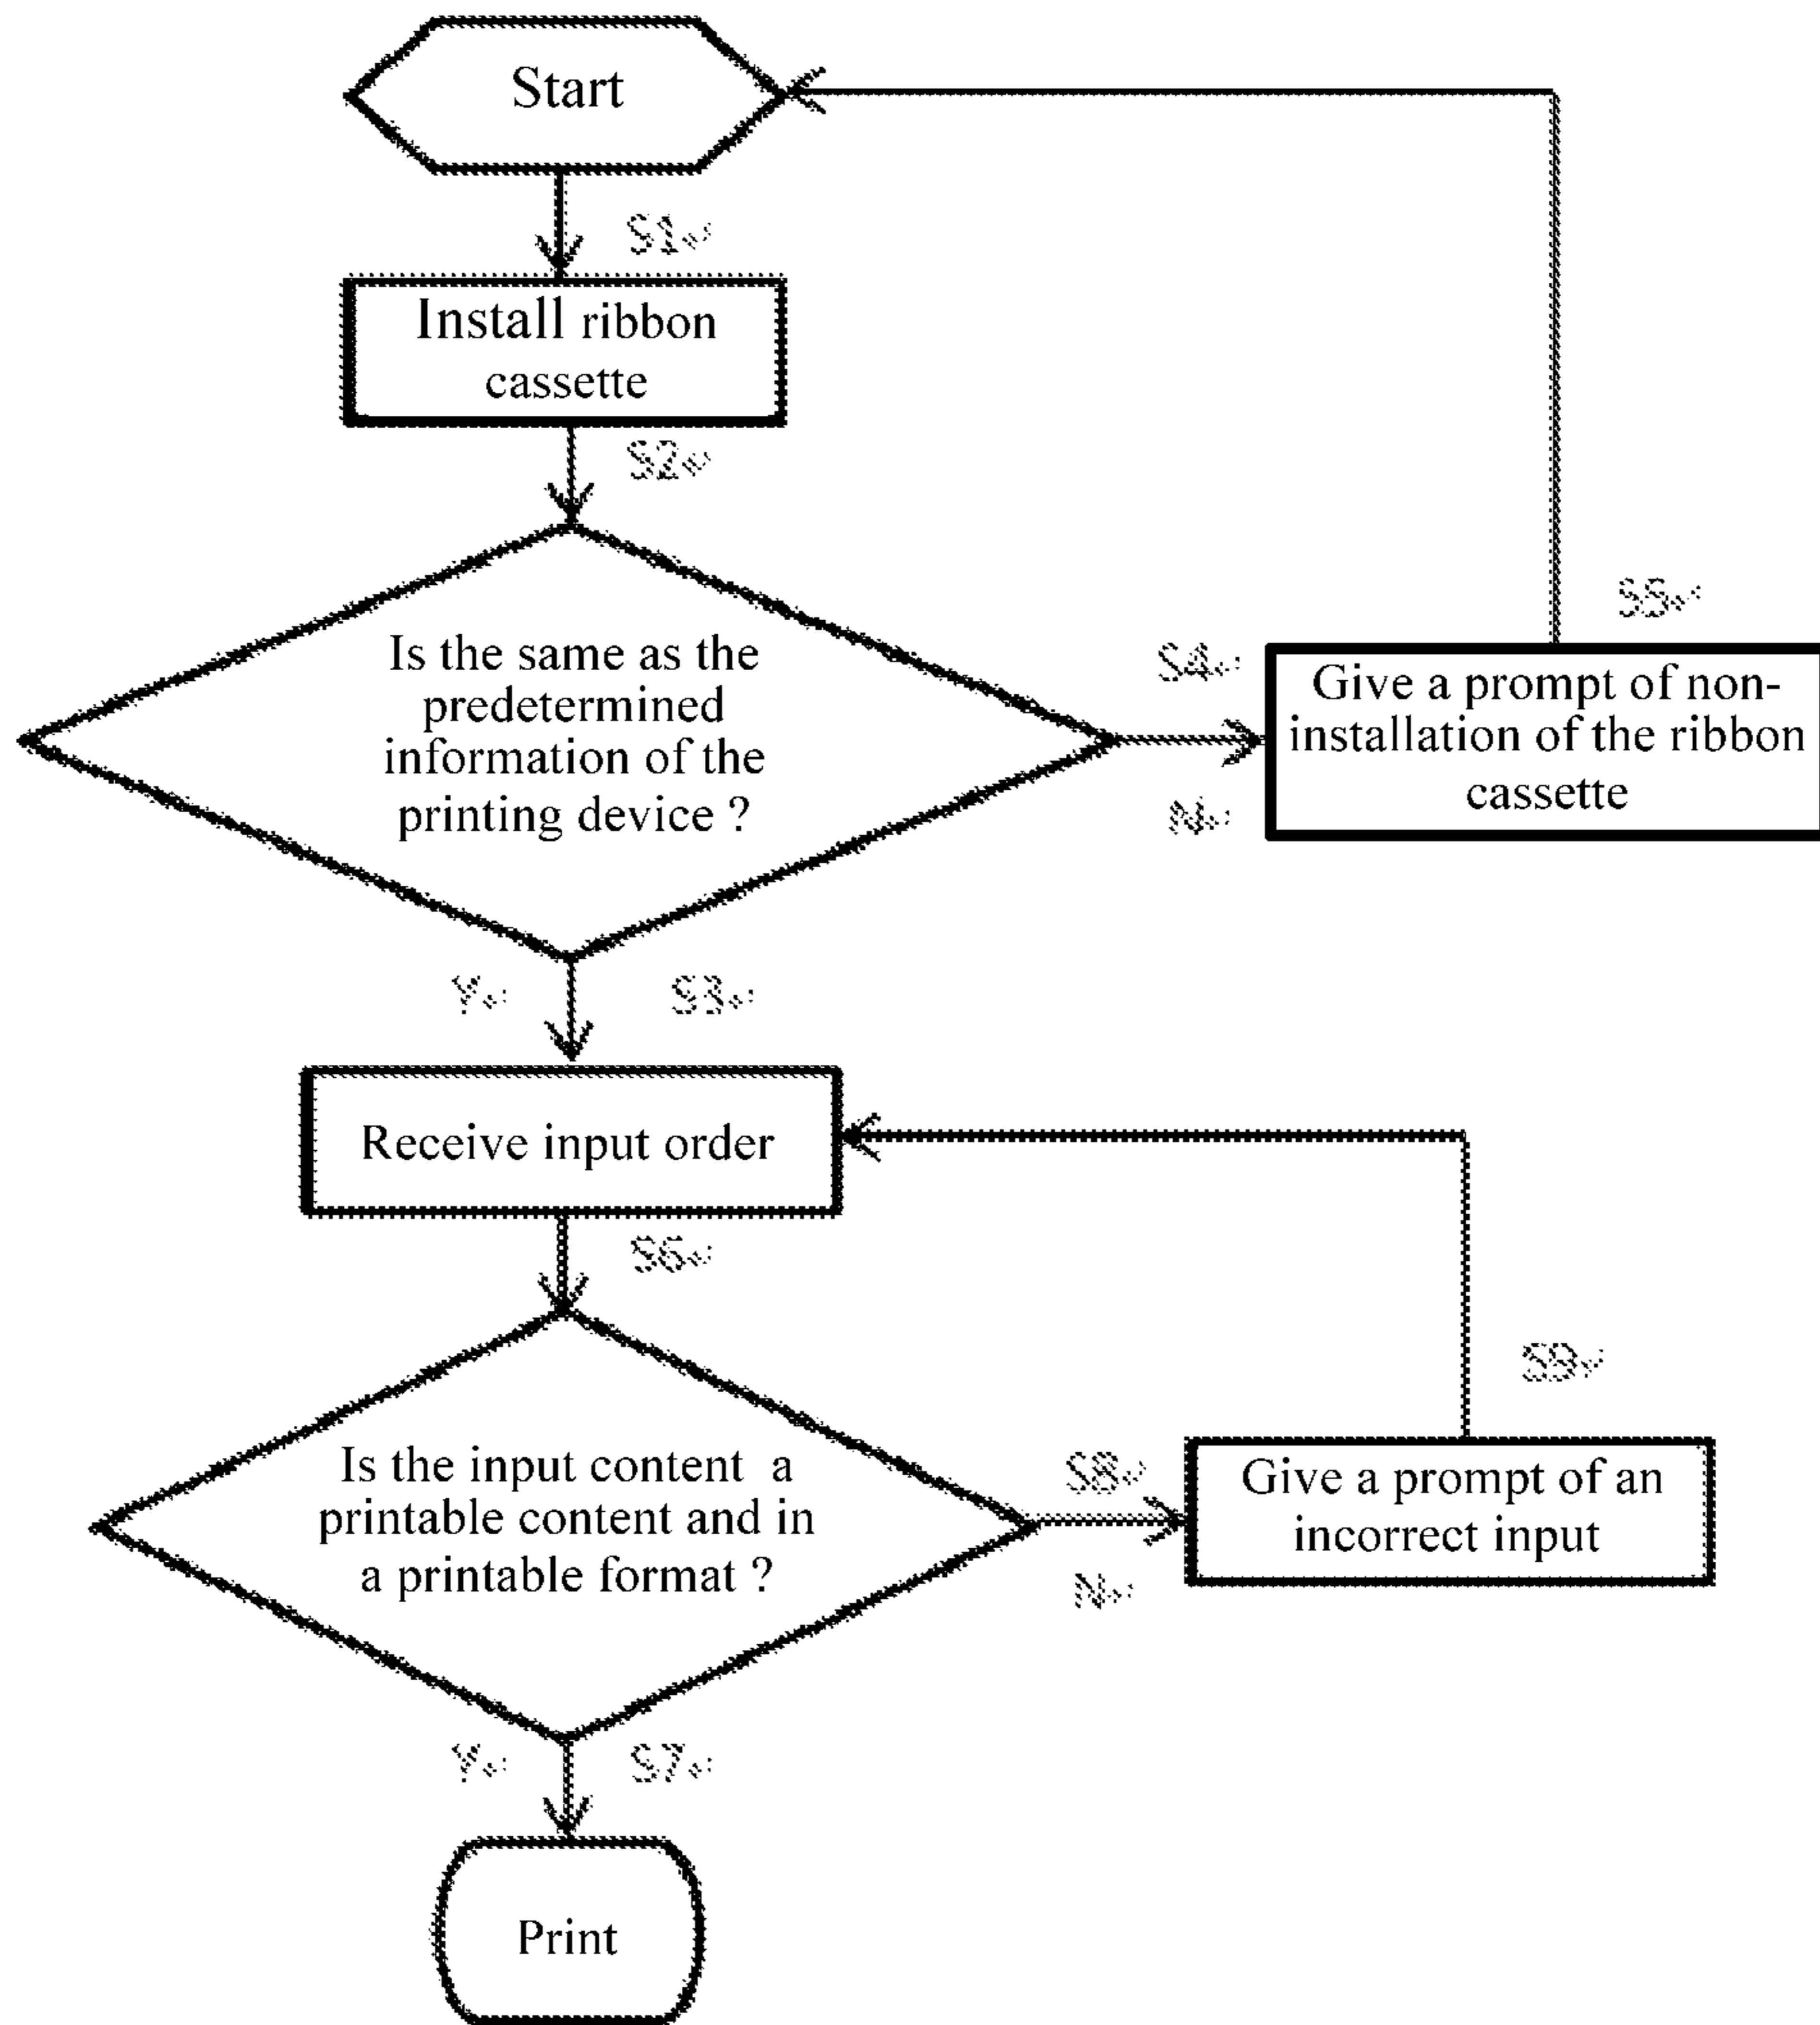 Start
S1
Install ribbon
cassette
S2
Is the same as the
predetermined
information of the
printing device ?
S4
N
S5
Give a prompt of non-
installation of the ribbon
cassette
Y
S3
Receive input order
S6
Is the input content a
printable content and in
a printable format ?
S8
N
S9
Give a prompt of an
incorrect input
Y
S7
Print